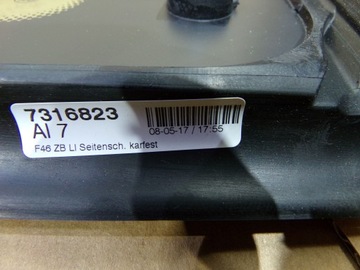 7316823
AI 7
08-05-17 / 17:55
F46 ZB LI Seitensch. karfest